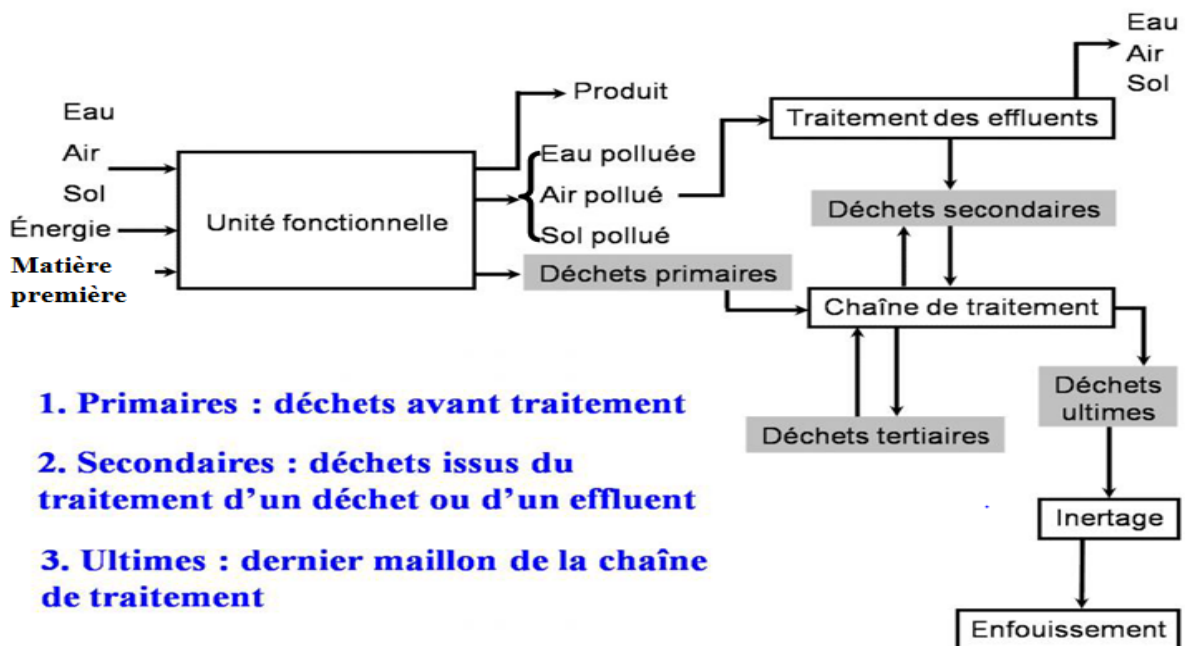 Eau
Air
Sol
Énergie
Matière
première
Unité fonctionnelle
Produit
Eau polluée
Air pollué
Sol pollué
Déchets primaires
Traitement des effluents
Eau
Air
Sol
Déchets secondaires
Chaîne de traitement
Déchets tertiaires
Déchets
ultimes
Inertage
Enfouissement
1. Primaires : déchets avant traitement
2. Secondaires : déchets issus du
traitement d’un déchet ou d’un effluent
3. Ultimes : dernier maillon de la chaîne
de traitement